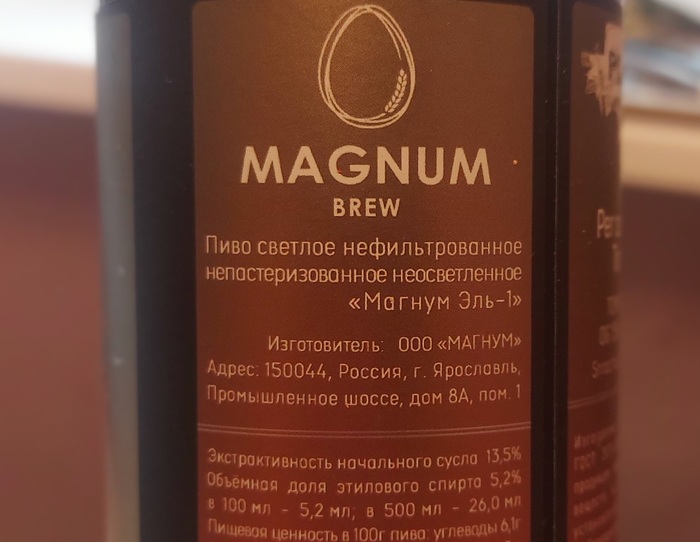 MAGNUM
BREW
Пиво светлое нефильтрованное
непастеризованное неосветленное
«Магнум Эль-1»
Изготовитель: ООО «МАГНУМ»
Адрес: 150044, Россия, г. Ярославль,
Промышленное шоссе, дом 8А, пом. 1
Экстрактивность начального сусла 13,5%
Объёмная доля этилового спирта 5,2%
в 100 мл - 5,2 мл; в 500 мл - 26,0 мл
Пищевая ценность в 100г пива: углеводы 6,1г